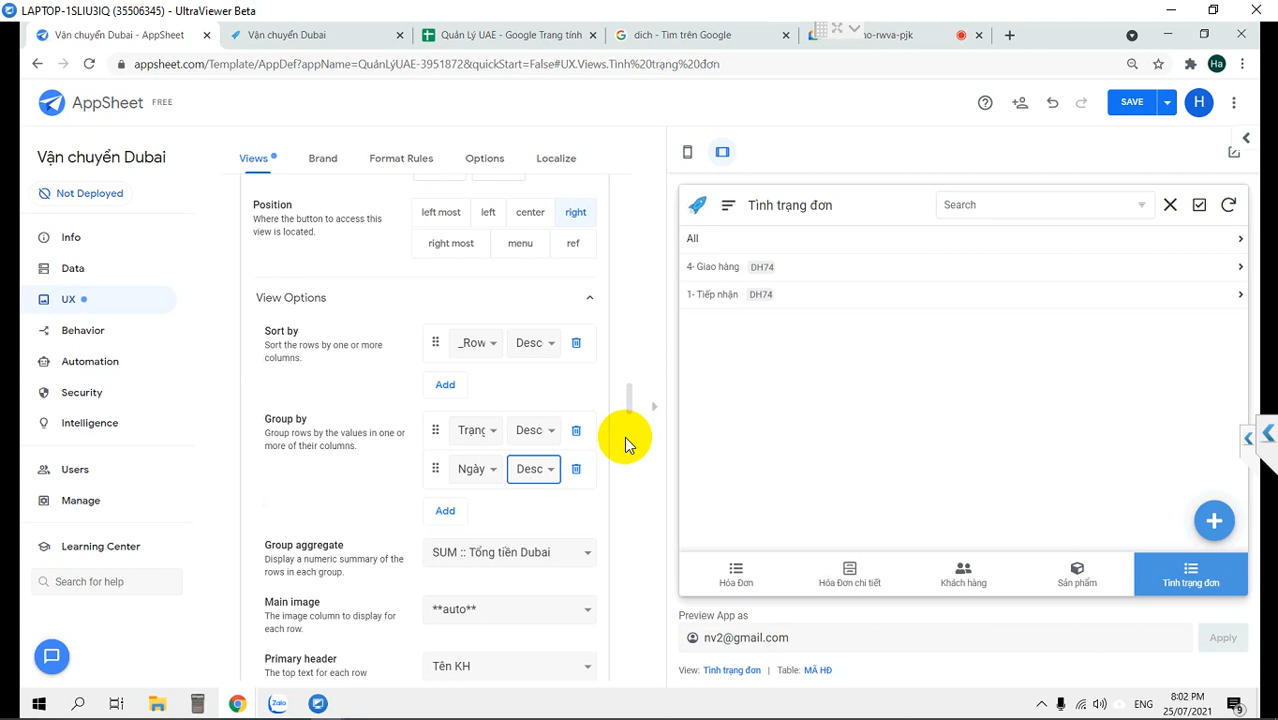 LAPTOP-1SLIU3IQ (35506345) - UltraViewer Beta
Vận chuyển Dubai - AppSheet
Vận chuyển Dubai
Quản Lý UAE - Google Trang tính
dich - Tìm trên Google
no-rwva-pjk
appsheet.com/Template/AppDef?appName=QuảnLýUAE-3951872&quickStart=False#UX.Views.Tình%20trạng%20đơn
Ha
AppSheet FREE
SAVE
H
Vận chuyển Dubai
Not Deployed
Info
Data
UX
Behavior
Automation
Security
Intelligence
Users
Manage
Learning Center
Search for help
Views
Brand
Format Rules
Options
Localize
Position
Where the button to access this
view is located.
left most
left
center
right
right most
menu
ref
View Options
Sort by
Sort the rows by one or more
columns.
_Row
Desc
Add
Group by
Group rows by the values in one or
more of their columns.
Trạng
Desc
Ngày
Desc
Add
Group aggregate
Display a numeric summary of the
rows in each group.
SUM :: Tổng tiền Dubai
Main image
The image column to display for
each row.
**auto**
Primary header
The top text for each row
Tên KH
Tình trạng đơn
Search
All
4- Giao hàng DH74
1- Tiếp nhận DH74
Hóa Đơn
Hóa Đơn chi tiết
Khách hàng
Sản phẩm
Tình trạng đơn
Preview App as
nv2@gmail.com
Apply
View: Tình trạng đơn | Table: MÃ HĐ
Zalo
8:02 PM
25/07/2021
9